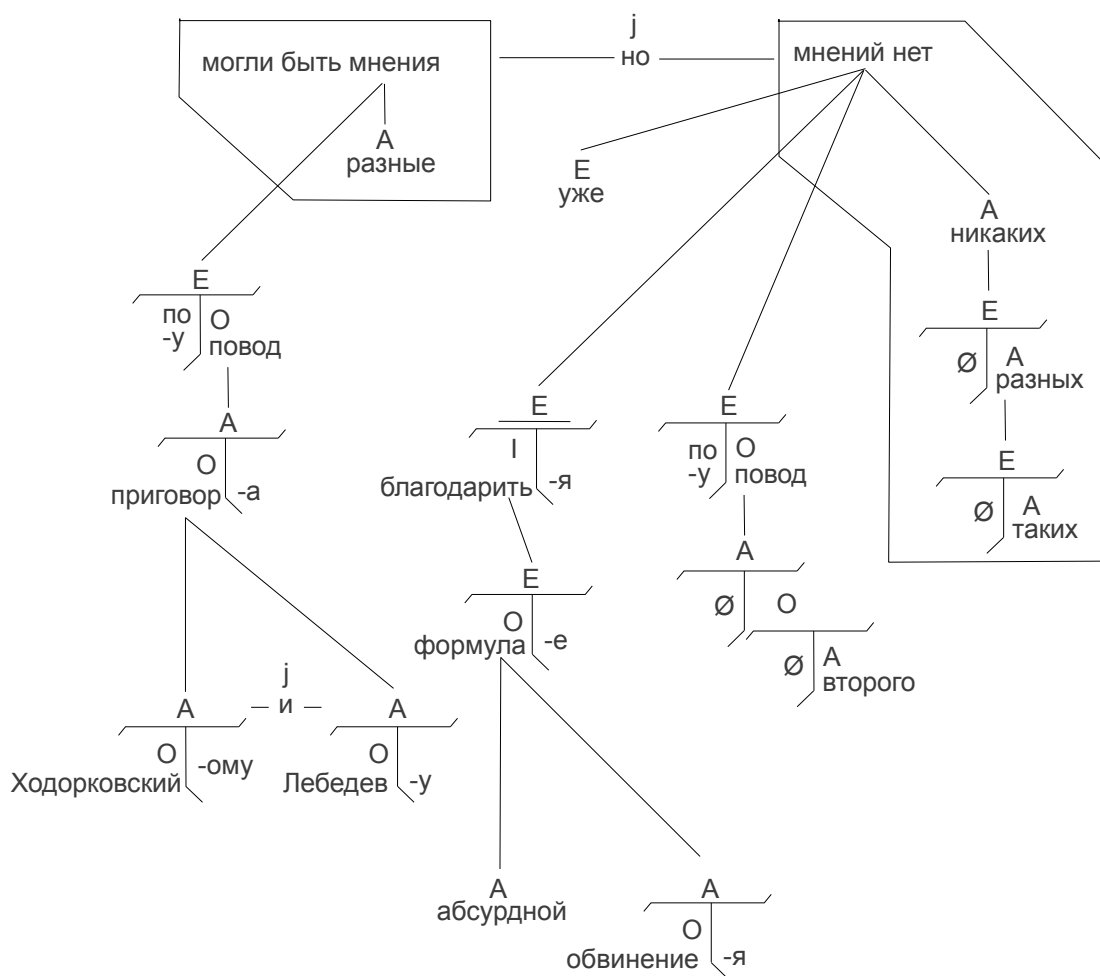 j
могли быть мнения
но
мнений нет
А
разные
Е
уже
А
никаких
Е
по
-у
О
повод
Е
Ø
А
разных
А
О
приговор
-а
Е
I
благодарить
-я
Е
по
-у
О
повод
Е
Ø
А
таких
А
Ø
О
Е
О
формула
-е
Ø
А
второго
j
А
и
А
О
Ходорковский
-ому
О
Лебедев
-у
А
абсурдной
А
О
обвинение
-я